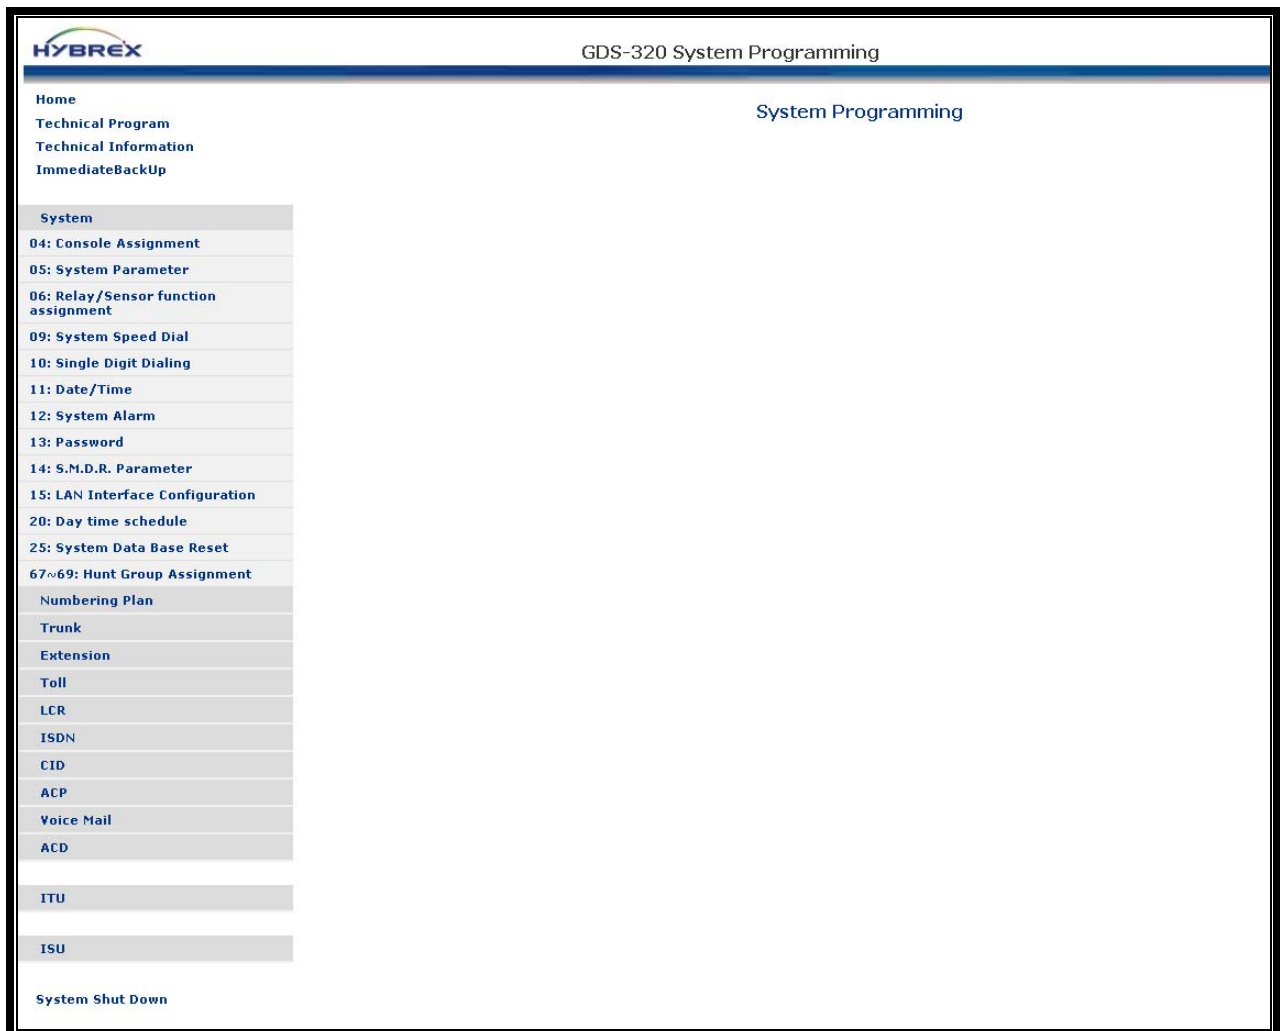 HYBREX
GDS-320 System Programming
Home
Technical Program
Technical Information
ImmediateBackUp
System Programming
System
04: Console Assignment
05: System Parameter
06: Relay/Sensor function
assignment
09: System Speed Dial
10: Single Digit Dialing
11: Date/Time
12: System Alarm
13: Password
14: S.M.D.R. Parameter
15: LAN Interface Configuration
20: Day time schedule
25: System Data Base Reset
67~69: Hunt Group Assignment
Numbering Plan
Trunk
Extension
Toll
LCR
ISDN
CID
ACP
Voice Mail
ACD
ITU
ISU
System Shut Down